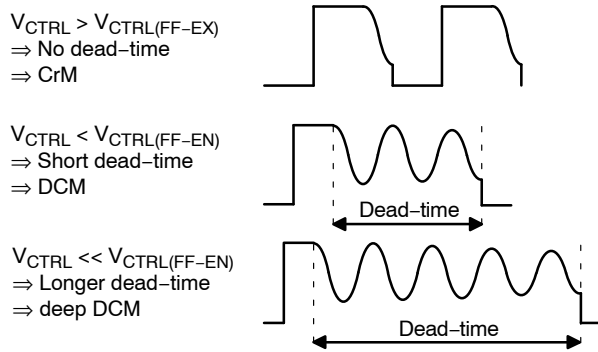 V_CTRL > V_CTRL(FF−EX)
⇒ No dead−time
⇒ CrM
V_CTRL < V_CTRL(FF−EN)
⇒ Short dead−time
⇒ DCM
Dead−time
V_CTRL << V_CTRL(FF−EN)
⇒ Longer dead−time
⇒ deep DCM
Dead−time